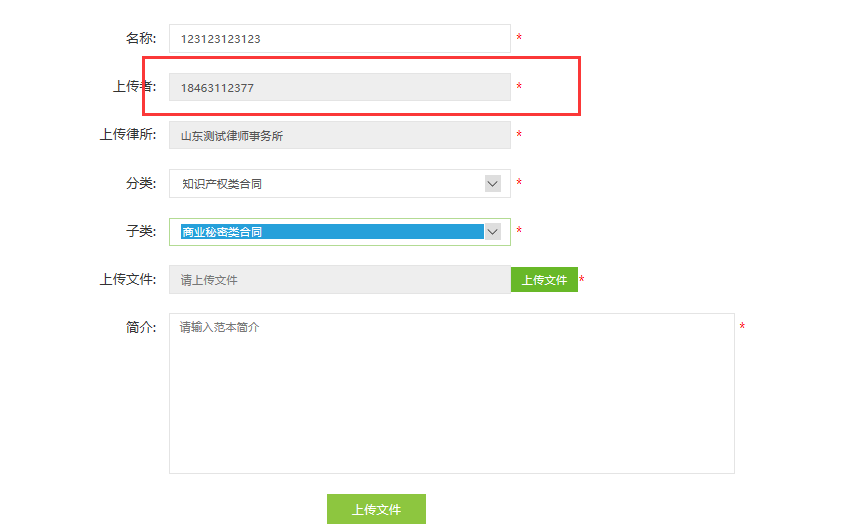 名称: 123123123123 *
上传者: 18463112377 *
上传律所: 山东测试律师事务所 *
分类: 知识产权类合同 *
子类: 商业秘密类合同 *
上传文件: 请上传文件 上传文件 *
简介: 请输入范本简介 *
上传文件